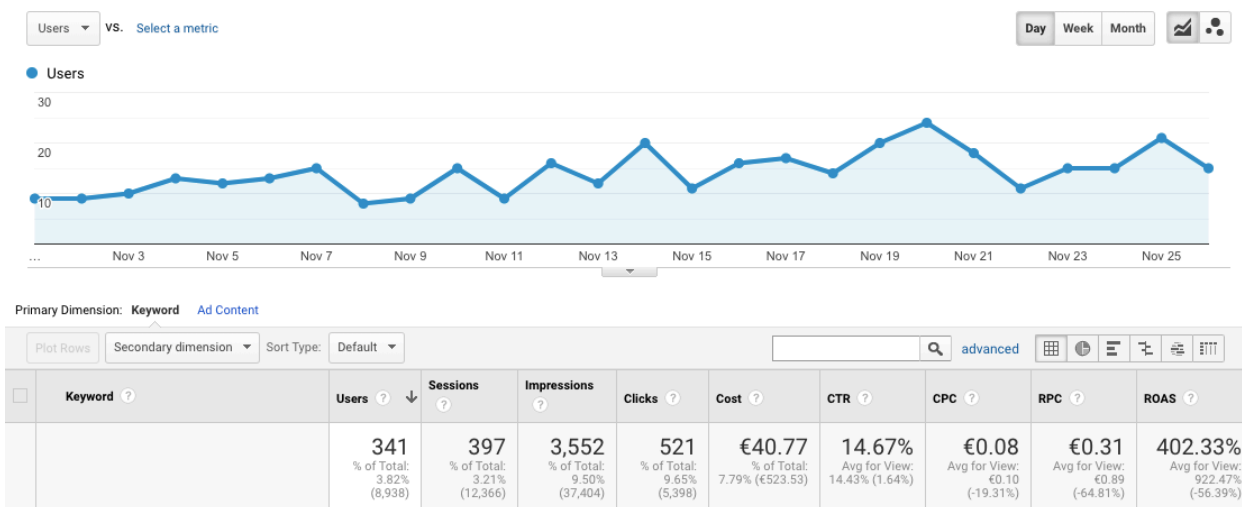 Users VS. Select a metric Day Week Month
Users
30
20
10
... Nov 3 Nov 5 Nov 7 Nov 9 Nov 11 Nov 13 Nov 15 Nov 17 Nov 19 Nov 21 Nov 23 Nov 25
Primary Dimension: Keyword Ad Content
Plot Rows Secondary dimension Sort Type: Default advanced
Keyword ? Users ? Sessions ? Impressions ? Clicks ? Cost ? CTR ? CPC ? RPC ? ROAS ?
341 397 3,552 521 €40.77 14.67% €0.08 €0.31 402.33%
% of Total: % of Total: % of Total: % of Total: % of Total: Avg for View: Avg for View: Avg for View: Avg for View:
3.82% 3.21% 9.50% 9.65% 7.79% (€523.53) 14.43% (1.64%) €0.10 €0.89 922.47%
(8,938) (12,366) (37,404) (5,398) (-19.31%) (-64.81%) (-56.39%)